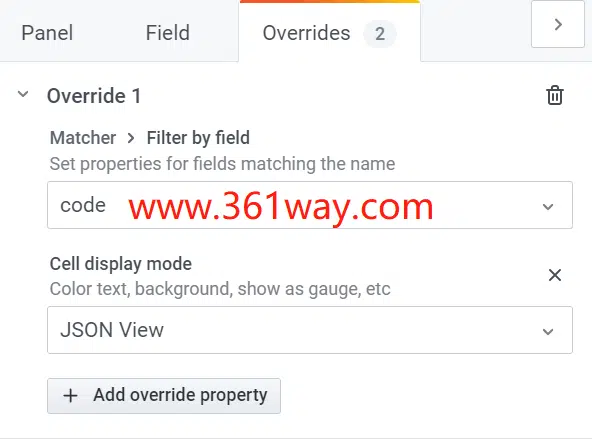 Panel Field Overrides 2
Override 1
Matcher > Filter by field
Set properties for fields matching the name
code www.361way.com
Cell display mode
Color text, background, show as gauge, etc
JSON View
+ Add override property